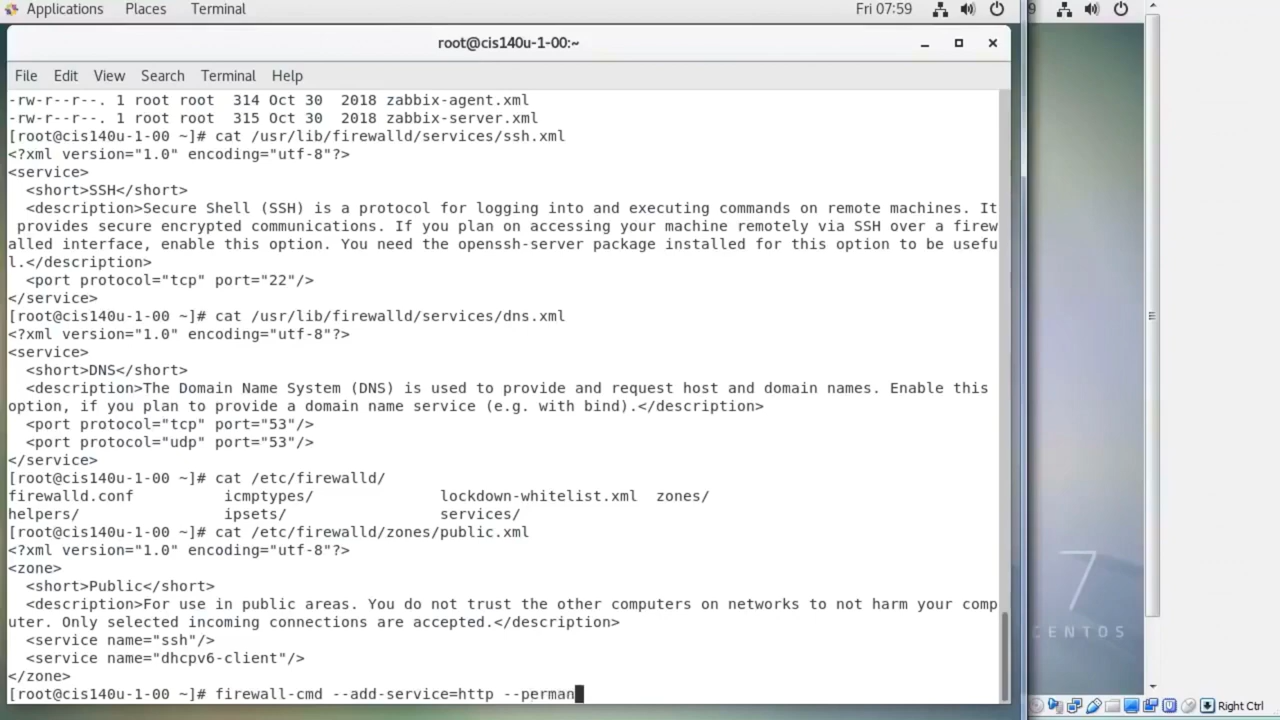 Applications Places Terminal Fri 07:59
root@cis140u-1-00:~
File Edit View Search Terminal Help
-rw-r--r--. 1 root root  314 Oct 30  2018 zabbix-agent.xml
-rw-r--r--. 1 root root  315 Oct 30  2018 zabbix-server.xml
[root@cis140u-1-00 ~]# cat /usr/lib/firewalld/services/ssh.xml
<?xml version="1.0" encoding="utf-8"?>
<service>
  <short>SSH</short>
  <description>Secure Shell (SSH) is a protocol for logging into and executing commands on remote machines. It
 provides secure encrypted communications. If you plan on accessing your machine remotely via SSH over a firew
alled interface, enable this option. You need the openssh-server package installed for this option to be usefu
l.</description>
  <port protocol="tcp" port="22"/>
</service>
[root@cis140u-1-00 ~]# cat /usr/lib/firewalld/services/dns.xml
<?xml version="1.0" encoding="utf-8"?>
<service>
  <short>DNS</short>
  <description>The Domain Name System (DNS) is used to provide and request host and domain names. Enable this
option, if you plan to provide a domain name service (e.g. with bind).</description>
  <port protocol="tcp" port="53"/>
  <port protocol="udp" port="53"/>
</service>
[root@cis140u-1-00 ~]# cat /etc/firewalld/
firewalld.conf          icmptypes/              lockdown-whitelist.xml  zones/
helpers/                ipsets/                 services/
[root@cis140u-1-00 ~]# cat /etc/firewalld/zones/public.xml
<?xml version="1.0" encoding="utf-8"?>
<zone>
  <short>Public</short>
  <description>For use in public areas. You do not trust the other computers on networks to not harm your comp
uter. Only selected incoming connections are accepted.</description>
  <service name="ssh"/>
  <service name="dhcpv6-client"/>
</zone>
[root@cis140u-1-00 ~]# firewall-cmd --add-service=http --perman
9
7
CENTOS
Right Ctrl